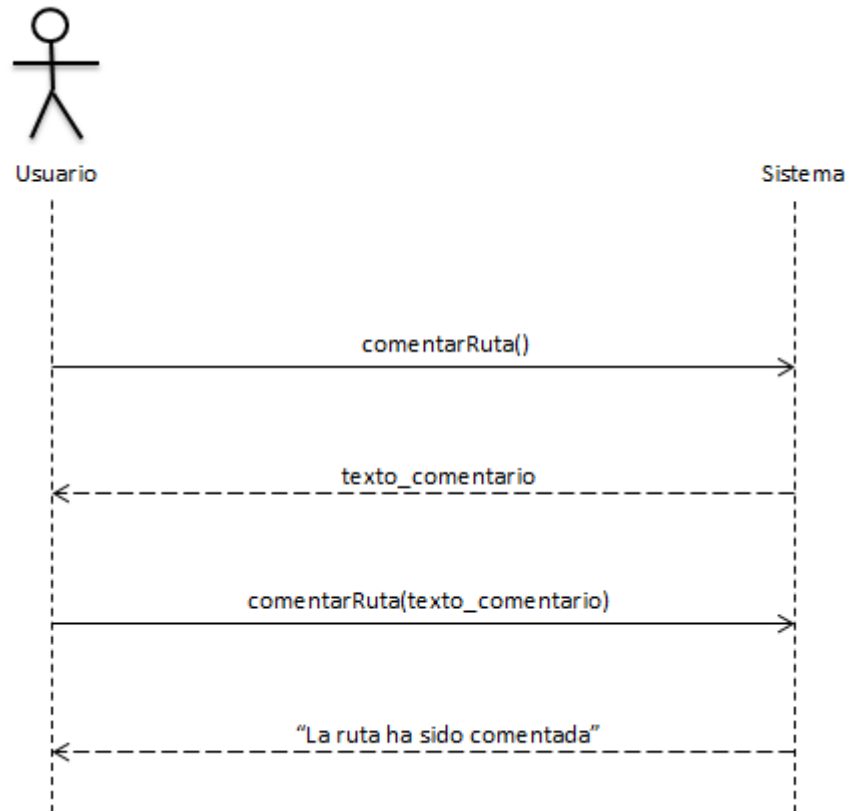 Usuario
Sistema
comentarRuta()
texto_comentario
comentarRuta(texto_comentario)
“La ruta ha sido comentada”